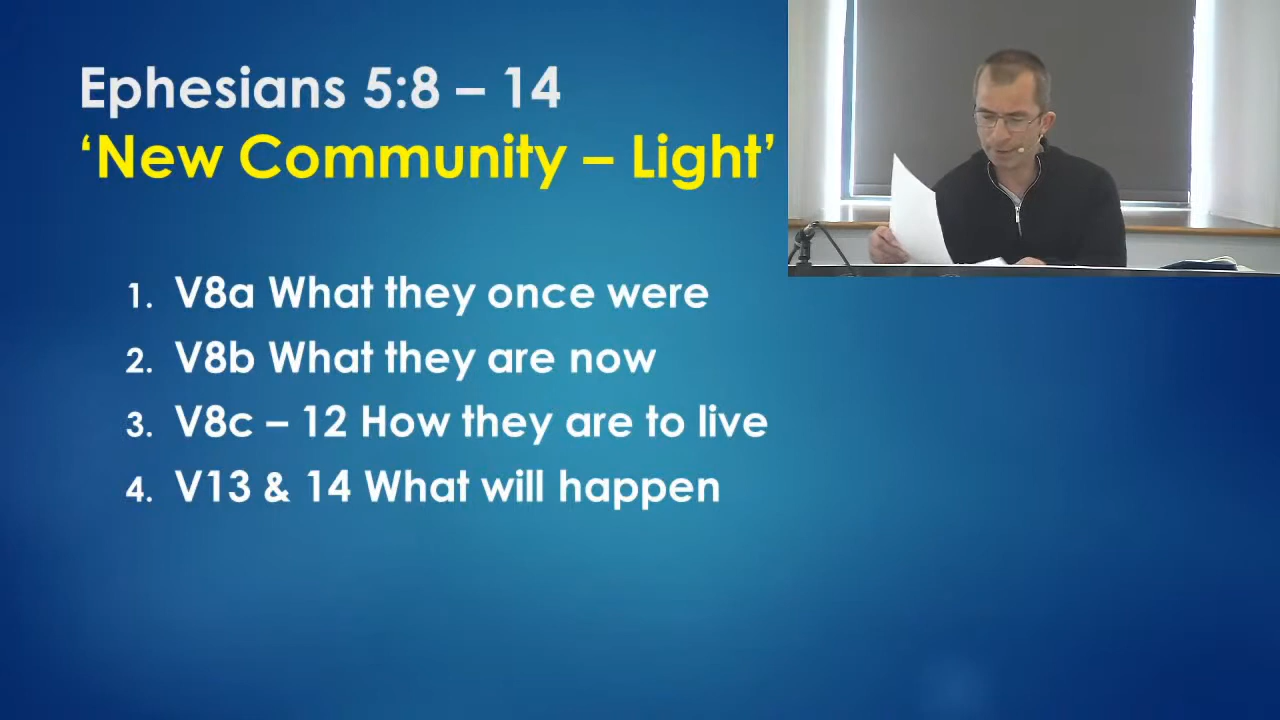 Ephesians 5:8 – 14
‘New Community – Light’
1. V8a What they once were
2. V8b What they are now
3. V8c – 12 How they are to live
4. V13 & 14 What will happen